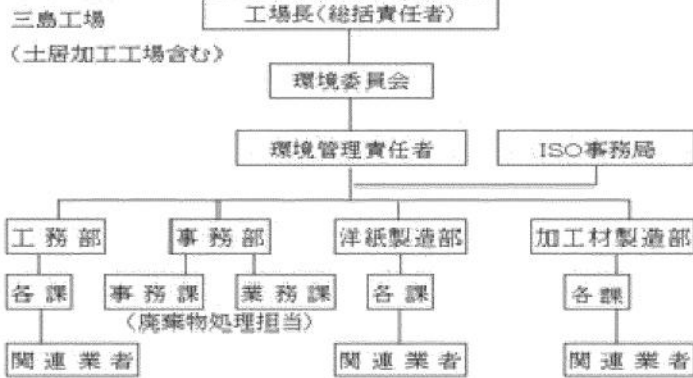 三島工場
工場長（総括責任者）
（土居加工工場含む）
環境委員会
環境管理責任者
ISO事務局
工務部
事務部
洋紙製造部
加工材製造部
各課
事務課
業務課
各課
各課
（廃棄物処理担当）
関連業者
関連業者
関連業者